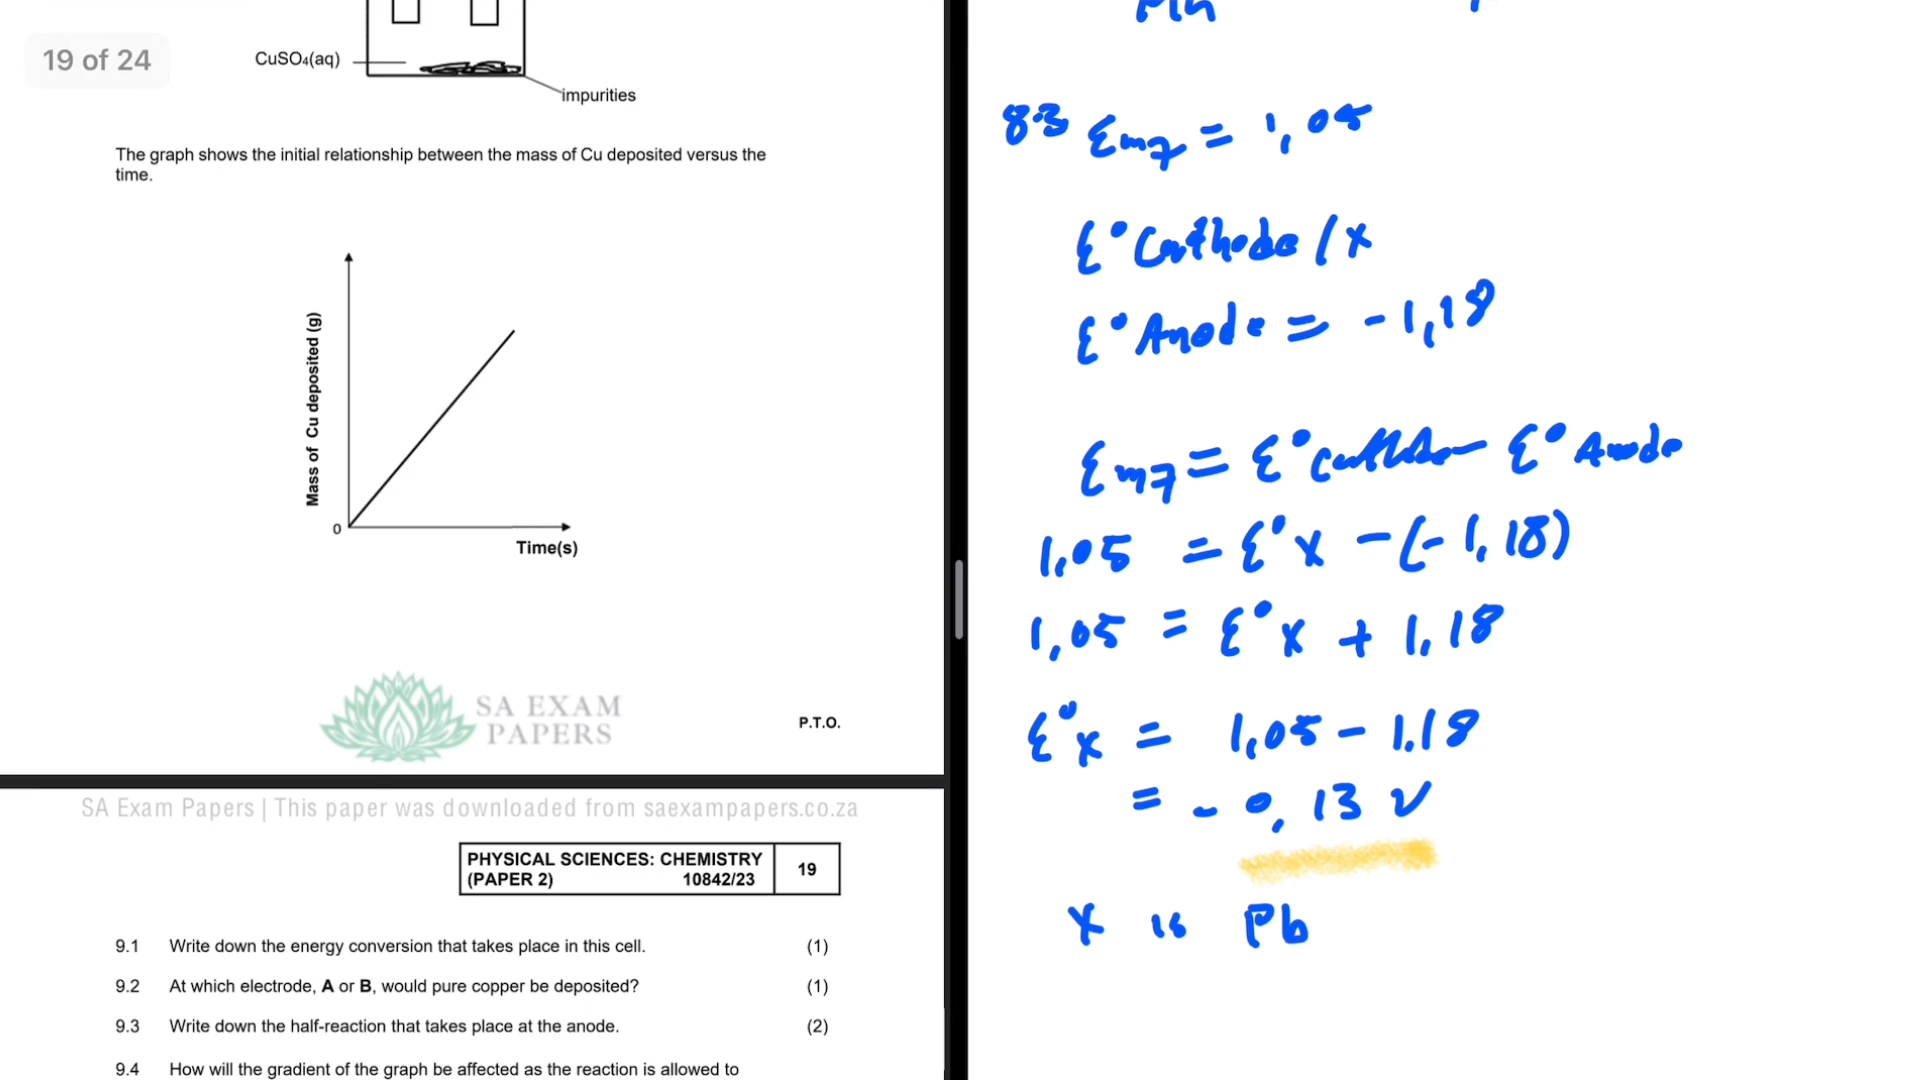 19 of 24
CuSO₄(aq)
impurities
The graph shows the initial relationship between the mass of Cu deposited versus the
time.
Mass of Cu deposited (g)
0
Time(s)
SA EXAM
PAPERS
P.T.O.
SA Exam Papers | This paper was downloaded from saexampapers.co.za
PHYSICAL SCIENCES: CHEMISTRY
(PAPER 2) 10842/23
19
9.1 Write down the energy conversion that takes place in this cell. (1)
9.2 At which electrode, A or B, would pure copper be deposited? (1)
9.3 Write down the half-reaction that takes place at the anode. (2)
9.4 How will the gradient of the graph be affected as the reaction is allowed to
8.3 Emf = 1,05
E° Cathode / x
E° Anode = -1,18
Emf = E° Cathode - E° Anode
1,05 = E° x - (-1,18)
1,05 = E° x + 1,18
E° x = 1,05 - 1.18
= -0,13 V
x is Pb